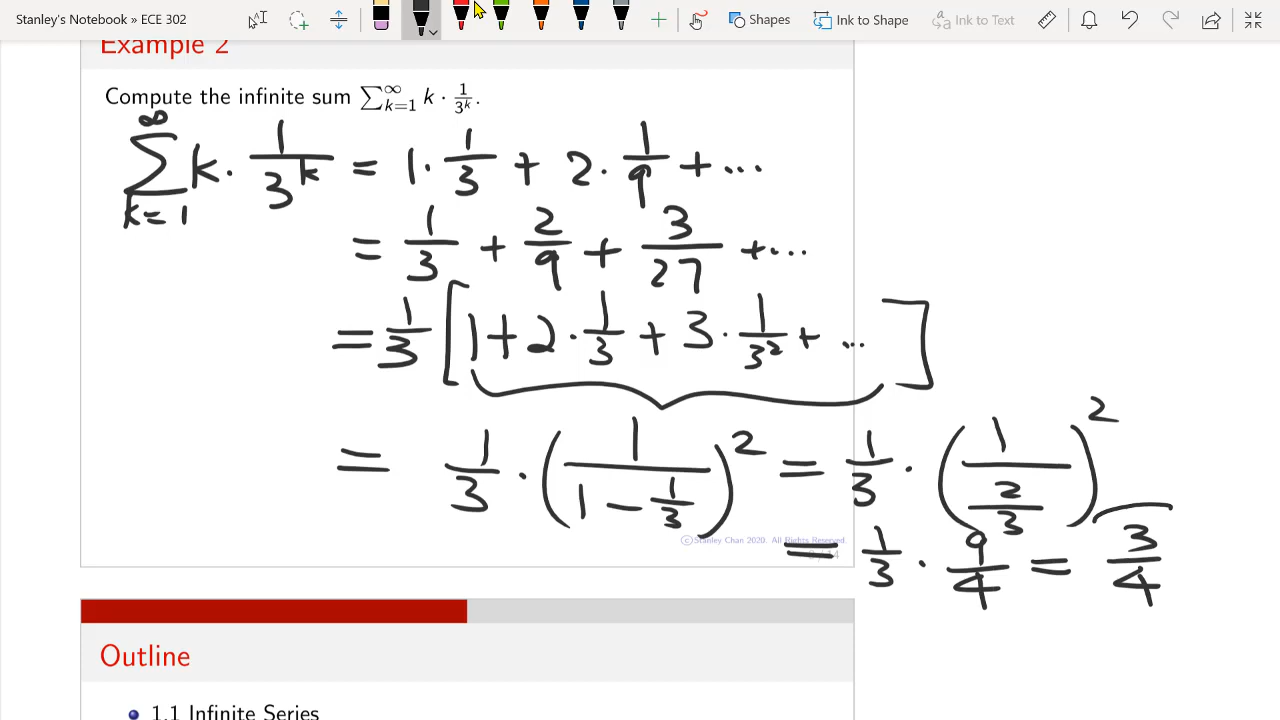 Stanley's Notebook » ECE 302 Shapes Ink to Shape Ink to Text
Example 2
Compute the infinite sum ∑_{k=1}^{∞} k · 1/3^k.
∑_{k=1}^{∞} k · 1/3^k = 1 · 1/3 + 2 · 1/9 + ...
= 1/3 + 2/9 + 3/27 + ...
= 1/3 [ 1 + 2 · 1/3 + 3 · 1/3² + ... ]
= 1/3 · ( 1/(1 - 1/3) )² = 1/3 · ( 1/(2/3) )²
= 1/3 · 9/4 = 3/4
©Stanley Chan 2020. All Rights Reserved.
/ 14
Outline
1.1 Infinite Series